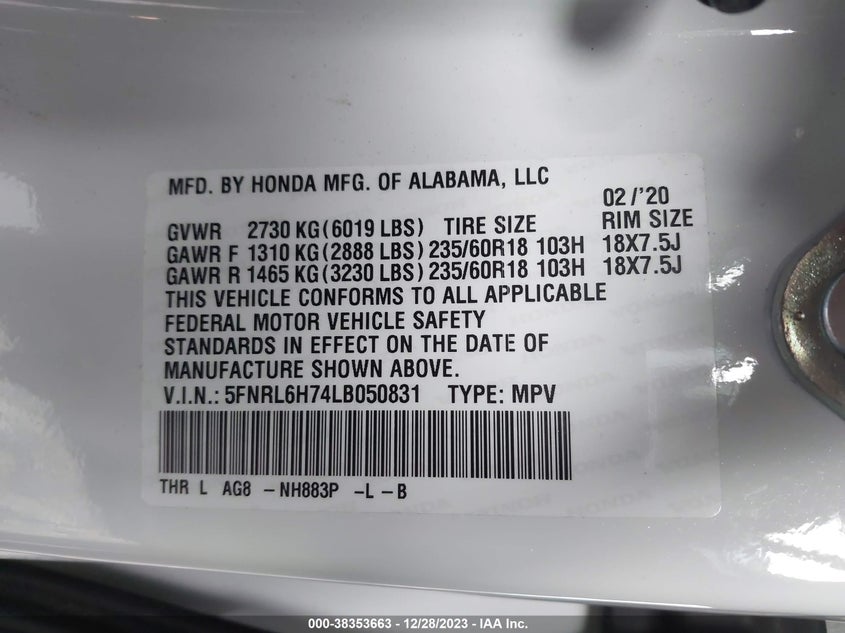 MFD. BY HONDA MFG. OF ALABAMA, LLC
02/'20
GVWR 2730 KG(6019 LBS) TIRE SIZE RIM SIZE
GAWR F 1310 KG(2888 LBS)235/60R18 103H 18X7.5J
GAWR R 1465 KG(3230 LBS)235/60R18 103H 18X7.5J
THIS VEHICLE CONFORMS TO ALL APPLICABLE
FEDERAL MOTOR VEHICLE SAFETY
STANDARDS IN EFFECT ON THE DATE OF
MANUFACTURE SHOWN ABOVE.
V.I.N.: 5FNRL6H74LB050831 TYPE: MPV
THR L AG8 -NH883P -L-B
000-38353663 - 12/28/2023 - IAA Inc.